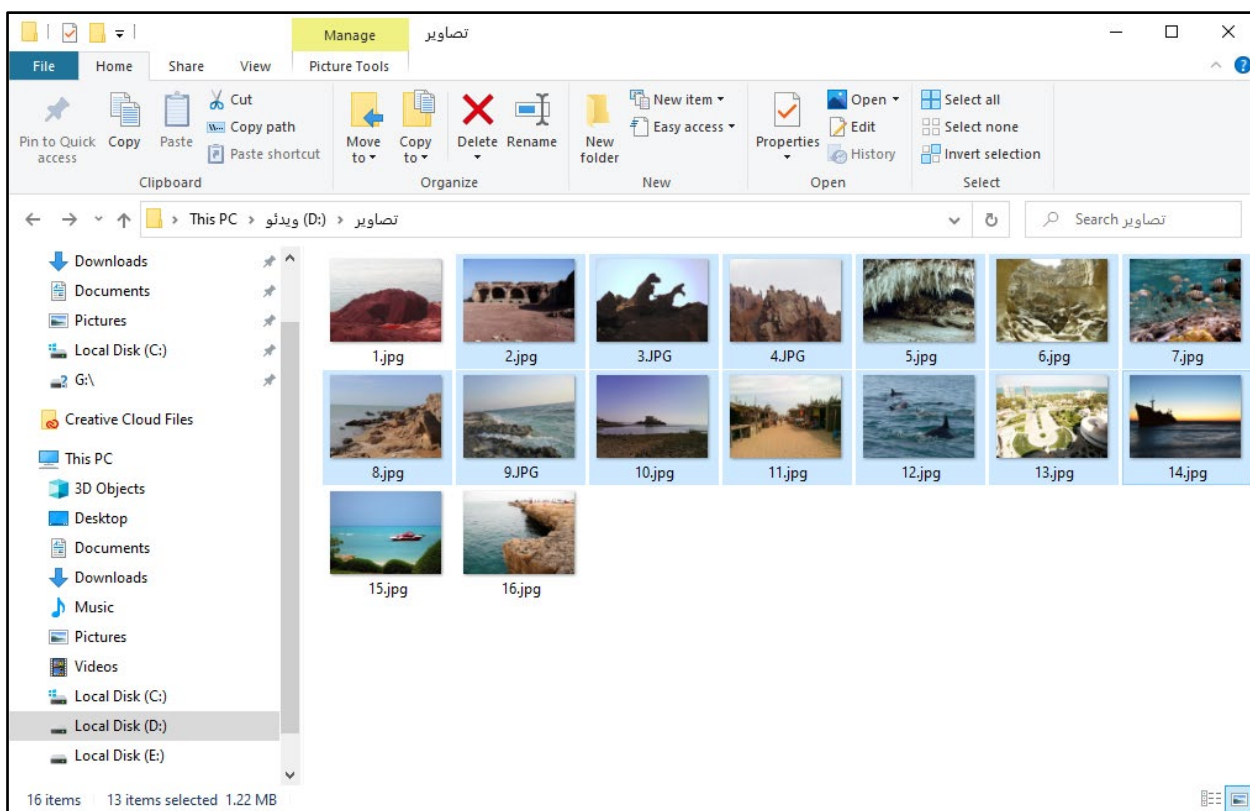 Manage
تصاویر
File Home Share View Picture Tools
Pin to Quick access
Copy
Paste
Cut
Copy path
Paste shortcut
Clipboard
Move to
Copy to
Delete
Rename
Organize
New folder
New item
Easy access
New
Properties
Open
Edit
History
Open
Select all
Select none
Invert selection
Select
This PC
ویدئو (D:)
تصاویر
Search تصاویر
Downloads
Documents
Pictures
Local Disk (C:)
G:\
Creative Cloud Files
This PC
3D Objects
Desktop
Documents
Downloads
Music
Pictures
Videos
Local Disk (C:)
Local Disk (D:)
Local Disk (E:)
1.jpg 2.jpg 3.JPG 4.JPG 5.jpg 6.jpg 7.jpg
8.jpg 9.JPG 10.jpg 11.jpg 12.jpg 13.jpg 14.jpg
15.jpg 16.jpg
16 items 13 items selected 1.22 MB